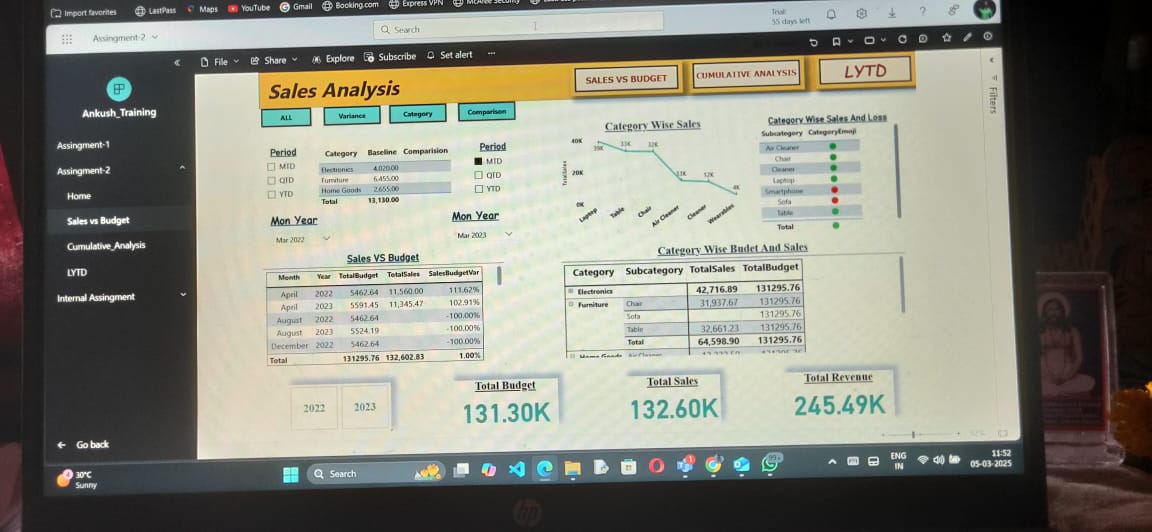 Import favorites LastPass Maps YouTube Gmail Booking.com Express VPN McAfee Security
Assingment-2 Search Trial: 55 days left
File Share Explore Subscribe Set alert ...
Ankush_Training
Assingment-1
Assingment-2
Home
Sales vs Budget
Cumulative_Analysis
LYTD
Internal Assingment
Go back
Sales Analysis
SALES VS BUDGET CUMULATIVE ANALYSIS LYTD
ALL Variance Category Comparison
Period
MTD
QTD
YTD
Category Baseline Comparision
Electronics 4,020.00
Furniture 6,455.00
Home Goods 2,655.00
Total 13,130.00
Period
MTD
QTD
YTD
Mon Year
Mar 2022
Mon Year
Mar 2023
Category Wise Sales
TotalSales
40K
20K
0K
33K 32K
4K
Laptop Table Chair Air Cleaner Cleaner Wearables
Category Wise Sales And Loss
Subcategory CategoryEmoji
Air Cleaner
Chair
Cleaner
Laptop
Smartphone
Sofa
Table
Total
Filters
Sales VS Budget
Month Year TotalBudget TotalSales SalesBudgetVar
April 2022 5462.64 11,560.00 111.62%
April 2023 5591.45 11,345.47 102.91%
August 2022 5462.64 -100.00%
August 2023 5524.19 -100.00%
December 2022 5462.64 -100.00%
Total 131295.76 132,602.83 1.00%
Category Wise Budet And Sales
Category Subcategory TotalSales TotalBudget
Electronics 42,716.89 131295.76
Furniture Chair 31,937.67 131295.76
Sofa 131295.76
Table 32,661.23 131295.76
Total 64,598.90 131295.76
2022 2023
Total Budget
131.30K
Total Sales
132.60K
Total Revenue
245.49K
30°C
Sunny
Search
99+
ENG
IN
11:52
05-03-2025
hp